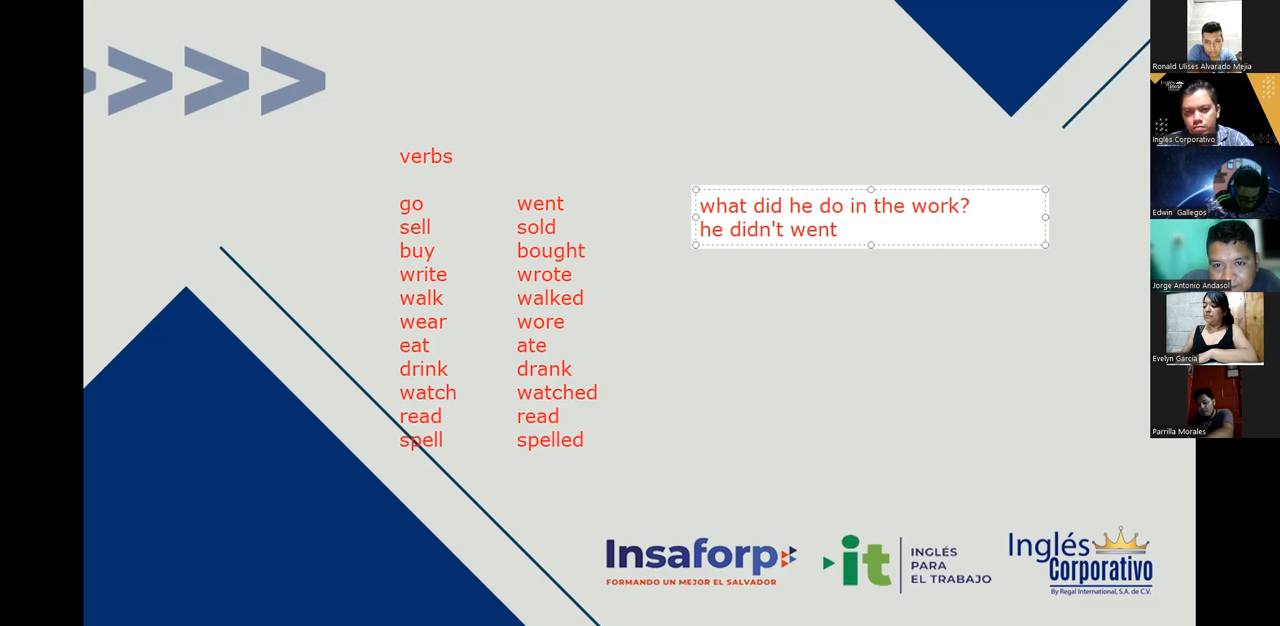 verbs
go went
sell sold
buy bought
write wrote
walk walked
wear wore
eat ate
drink drank
watch watched
read read
spell spelled
what did he do in the work?
he didn't went
Insaforp
FORMANDO UN MEJOR EL SALVADOR
it
INGLÉS
PARA
EL TRABAJO
Inglés
Corporativo
By Regal International, S.A. de C.V.
Ronald Ulises Alvarado Mejia
Inglés Corporativo
Edwin Gallegos
Jorge Antonio Andasol
Evelyn García
Parrilla Morales